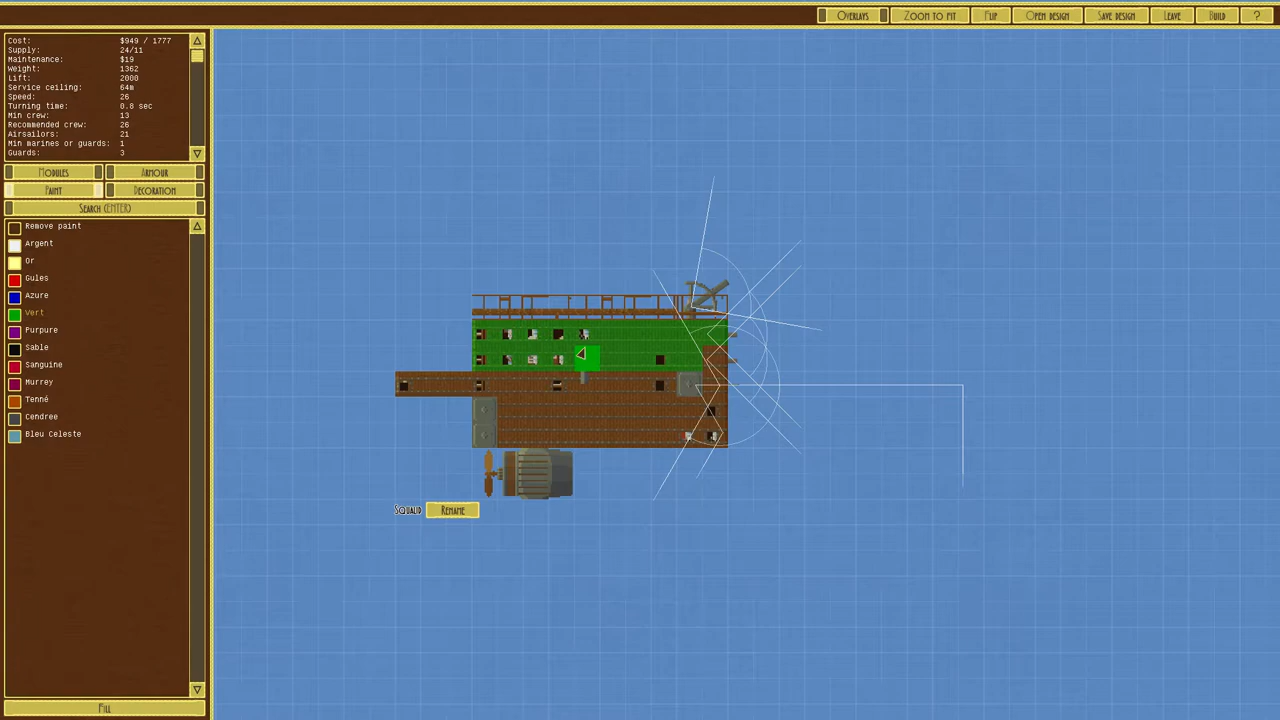 Overlays Zoom to fit Flip Open design Save design Leave Build ?
Cost: $949 / 1777
Supply: 24/11
Maintenance: $19
Weight: 1362
Lift: 2000
Service ceiling: 64m
Speed: 26
Turning time: 0.8 sec
Min crew: 13
Recommended crew: 26
Airsailors: 21
Min marines or guards: 1
Guards: 3
Modules Armour
Paint Decoration
Search (ENTER)
Remove paint
Argent
Or
Gules
Azure
Vert
Purpure
Sable
Sanguine
Murrey
Tenné
Cendree
Bleu Celeste
Squalid Rename
Fill